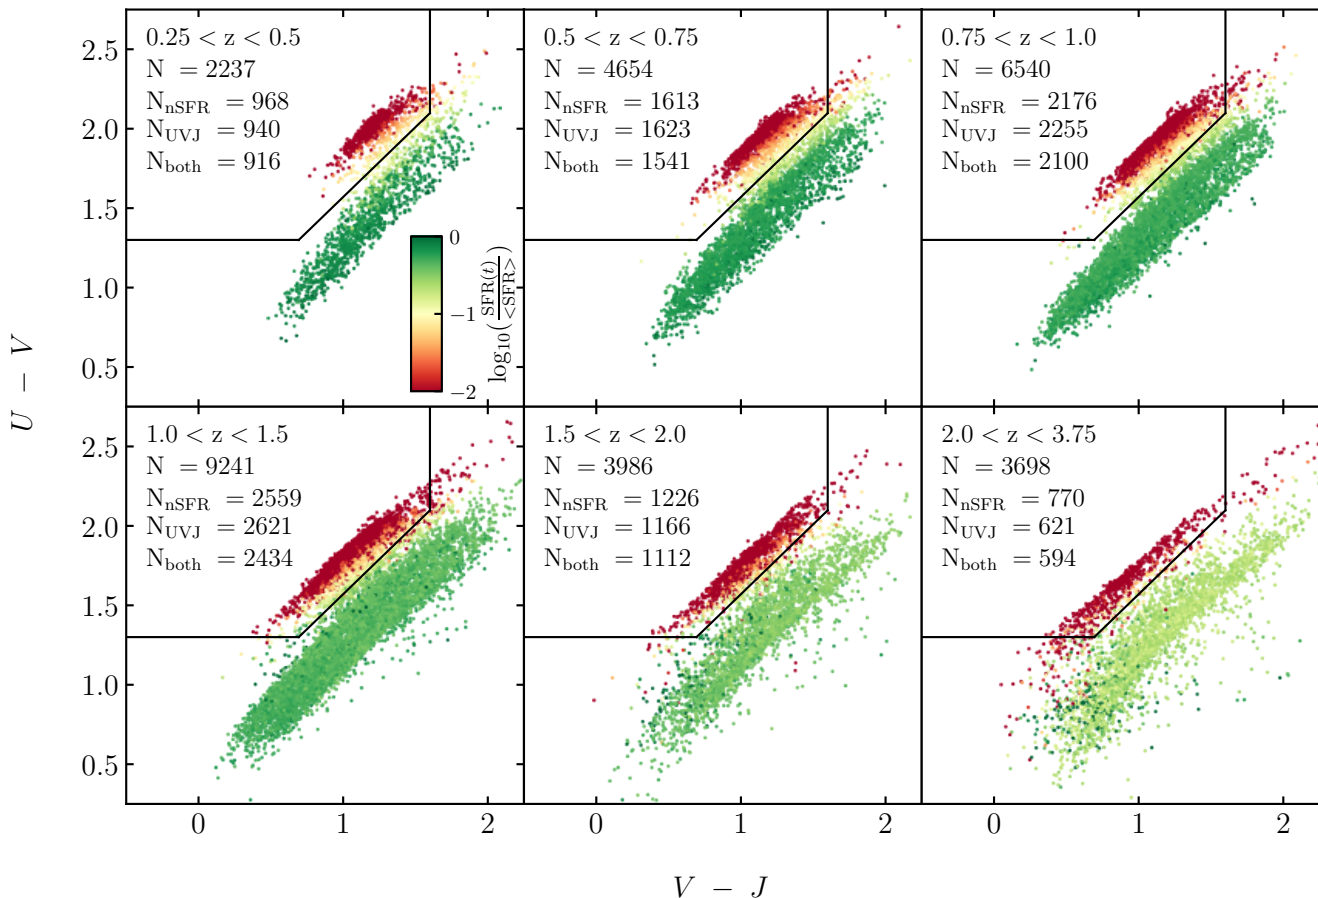 0.25 < z < 0.5
N = 2237
N_nSFR = 968
N_UVJ = 940
N_both = 916
0.5 < z < 0.75
N = 4654
N_nSFR = 1613
N_UVJ = 1623
N_both = 1541
0.75 < z < 1.0
N = 6540
N_nSFR = 2176
N_UVJ = 2255
N_both = 2100
2.5
2.0
1.5
1.0
0.5
0
−1
−2
log10(SFR(t)/<SFR>)
U − V
1.0 < z < 1.5
N = 9241
N_nSFR = 2559
N_UVJ = 2621
N_both = 2434
1.5 < z < 2.0
N = 3986
N_nSFR = 1226
N_UVJ = 1166
N_both = 1112
2.0 < z < 3.75
N = 3698
N_nSFR = 770
N_UVJ = 621
N_both = 594
2.5
2.0
1.5
1.0
0.5
0 1 2 0 1 2 0 1 2
V − J